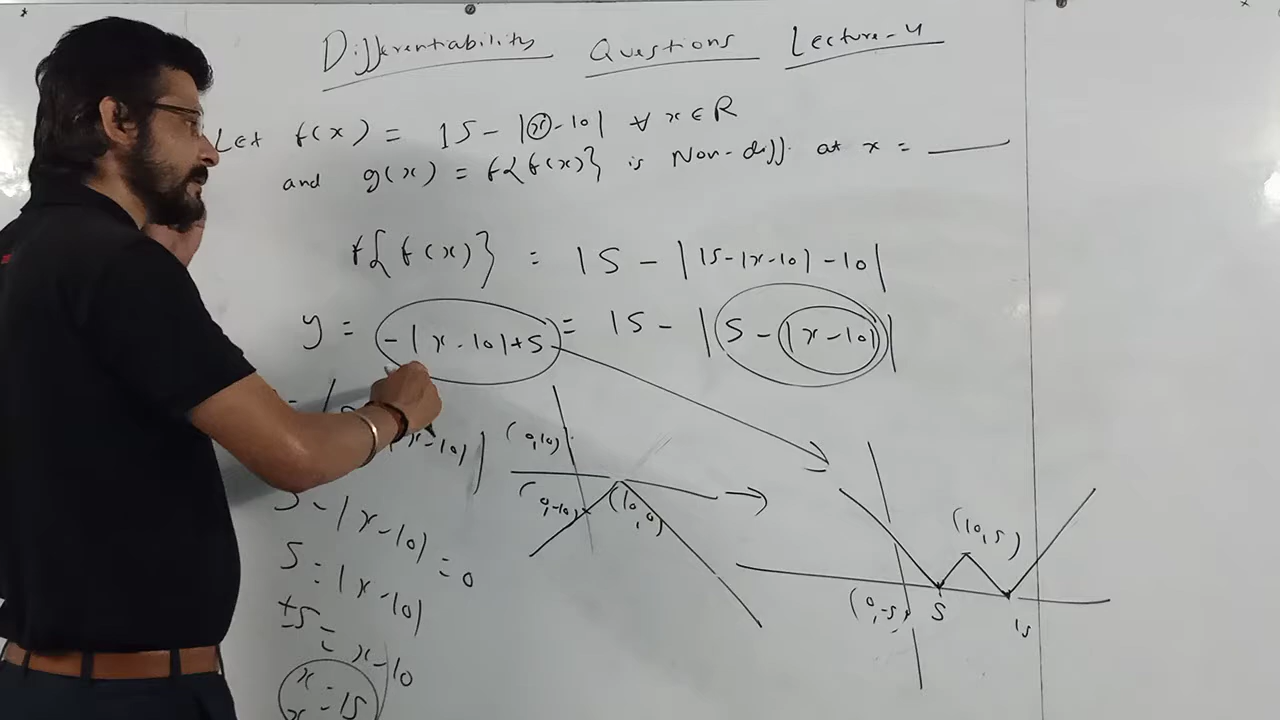 Differentiability Questions Lecture-4
Let f(x) = 15 - |x-10| ∀ x ∈ R
and g(x) = f{f(x)} is Non-diff. at x = ____
f{f(x)} = 15 - |15-|x-10|-10|
y = -|x-10|+5 = 15 - |5-|x-10||
x-10)|
(0,10)
(0,-10)
(10,0)
(10,5)
(0,-5)
5
15
5-|x-10| = 0
5 = |x-10|
±5 = x-10
x = 15